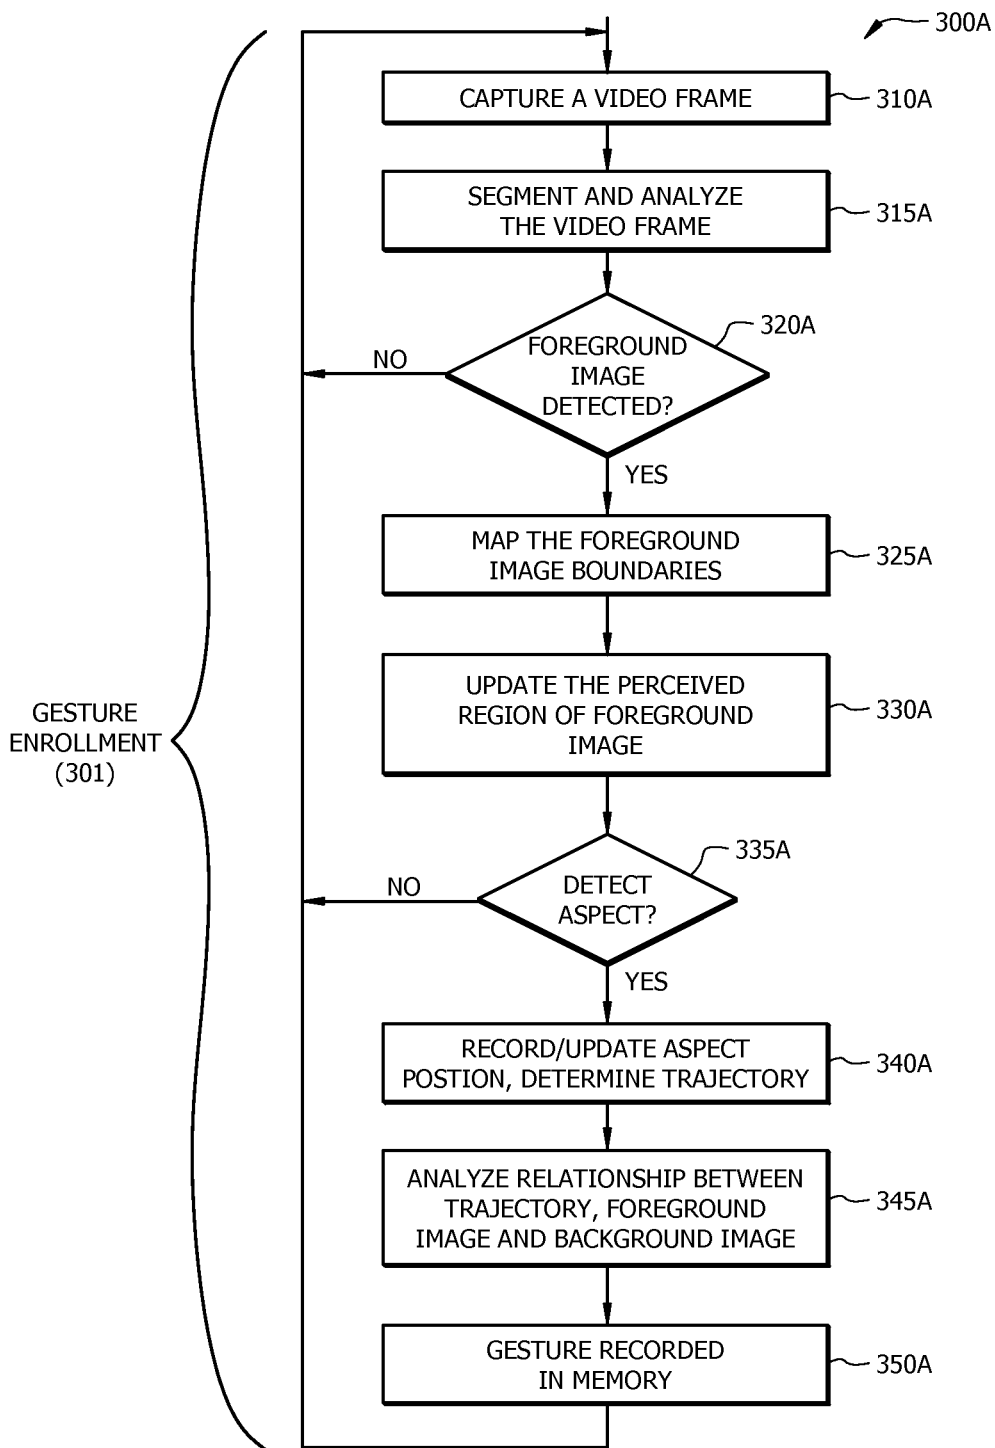 300A
CAPTURE A VIDEO FRAME
310A
SEGMENT AND ANALYZE
THE VIDEO FRAME
315A
320A
FOREGROUND
IMAGE
DETECTED?
NO
YES
MAP THE FOREGROUND
IMAGE BOUNDARIES
325A
UPDATE THE PERCEIVED
REGION OF FOREGROUND
IMAGE
330A
GESTURE
ENROLLMENT
(301)
335A
DETECT
ASPECT?
NO
YES
RECORD/UPDATE ASPECT
POSTION, DETERMINE TRAJECTORY
340A
ANALYZE RELATIONSHIP BETWEEN
TRAJECTORY, FOREGROUND
IMAGE AND BACKGROUND IMAGE
345A
GESTURE RECORDED
IN MEMORY
350A